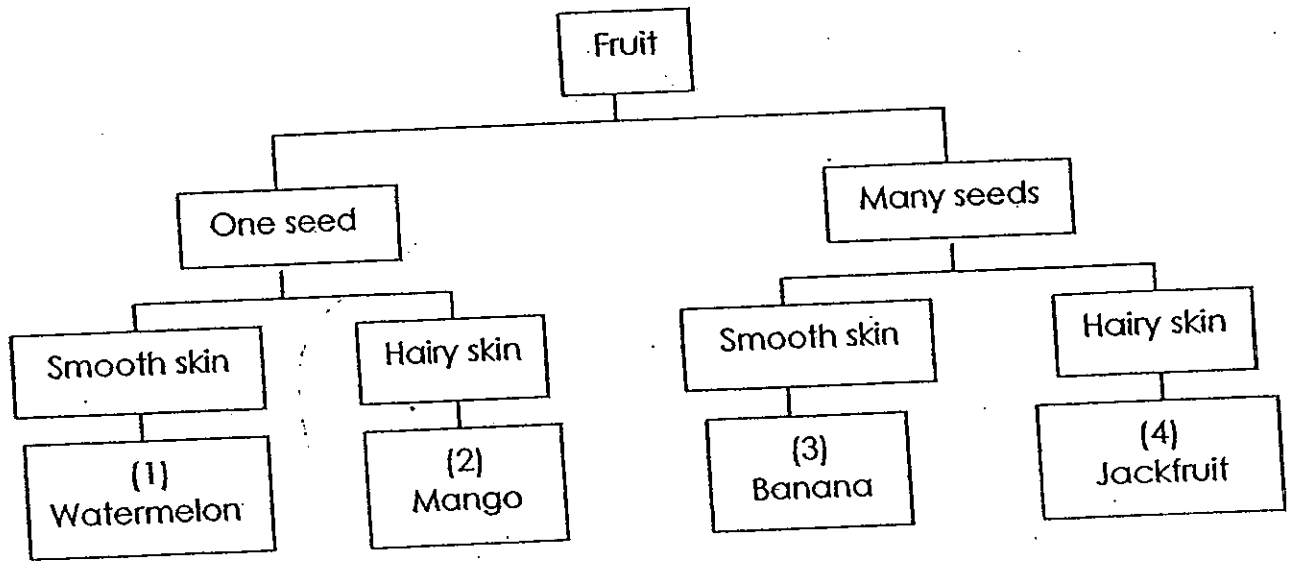 Fruit
One seed
Many seeds
Smooth skin
Hairy skin
Smooth skin
Hairy skin
(1)
Watermelon
(2)
Mango
(3)
Banana
(4)
Jackfruit